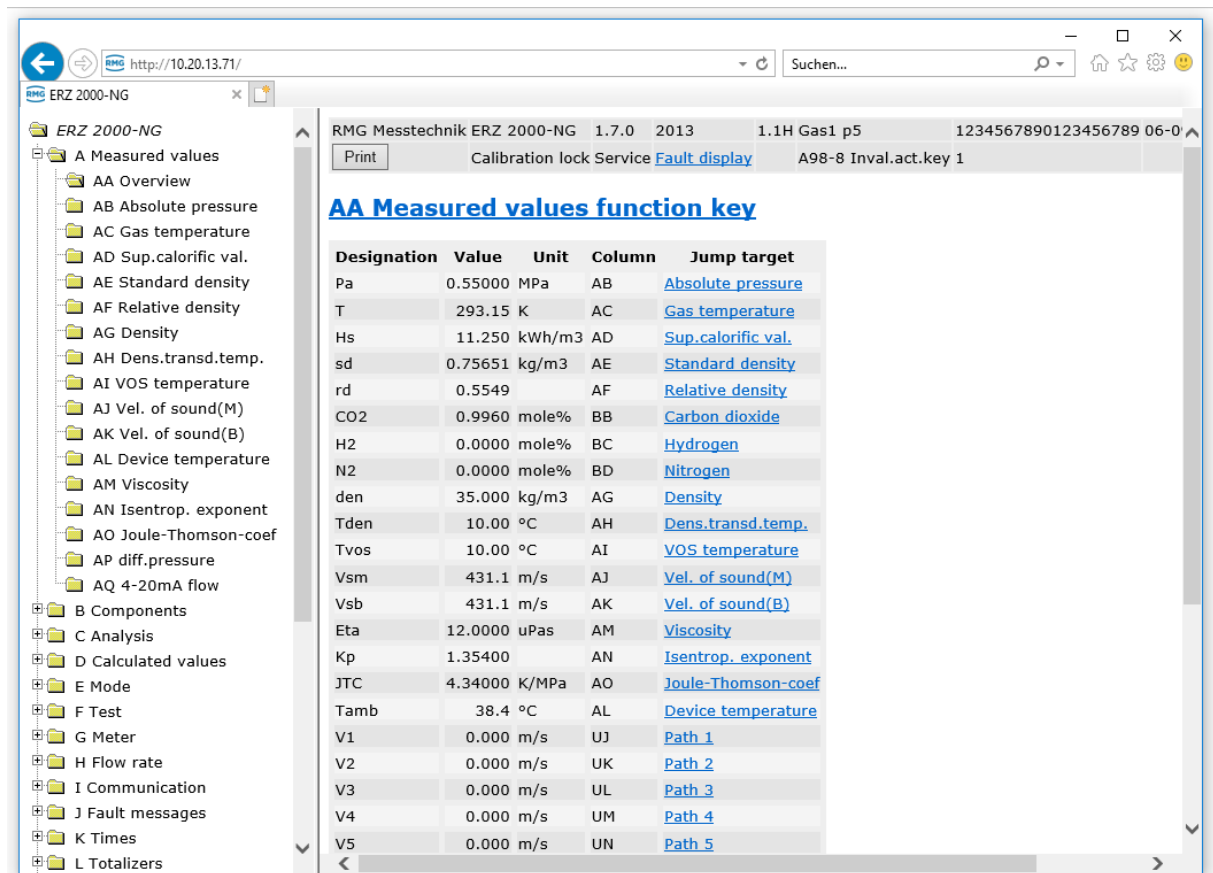 RMG http://10.20.13.71/ Suchen...
RMG ERZ 2000-NG
ERZ 2000-NG
A Measured values
AA Overview
AB Absolute pressure
AC Gas temperature
AD Sup.calorific val.
AE Standard density
AF Relative density
AG Density
AH Dens.transd.temp.
AI VOS temperature
AJ Vel. of sound(M)
AK Vel. of sound(B)
AL Device temperature
AM Viscosity
AN Isentrop. exponent
AO Joule-Thomson-coef
AP diff.pressure
AQ 4-20mA flow
B Components
C Analysis
D Calculated values
E Mode
F Test
G Meter
H Flow rate
I Communication
J Fault messages
K Times
L Totalizers
RMG Messtechnik ERZ 2000-NG 1.7.0 2013 1.1H Gas1 p5 1234567890123456789
Print Calibration lock Service Fault display A98-8 Inval.act.key 1
AA Measured values function key
Designation Value Unit Column Jump target
Pa 0.55000 MPa AB Absolute pressure
T 293.15 K AC Gas temperature
Hs 11.250 kWh/m3 AD Sup.calorific val.
sd 0.75651 kg/m3 AE Standard density
rd 0.5549 AF Relative density
CO2 0.9960 mole% BB Carbon dioxide
H2 0.0000 mole% BC Hydrogen
N2 0.0000 mole% BD Nitrogen
den 35.000 kg/m3 AG Density
Tden 10.00 °C AH Dens.transd.temp.
Tvos 10.00 °C AI VOS temperature
Vsm 431.1 m/s AJ Vel. of sound(M)
Vsb 431.1 m/s AK Vel. of sound(B)
Eta 12.0000 uPas AM Viscosity
Kp 1.35400 AN Isentrop. exponent
JTC 4.34000 K/MPa AO Joule-Thomson-coef
Tamb 38.4 °C AL Device temperature
V1 0.000 m/s UJ Path 1
V2 0.000 m/s UK Path 2
V3 0.000 m/s UL Path 3
V4 0.000 m/s UM Path 4
V5 0.000 m/s UN Path 5